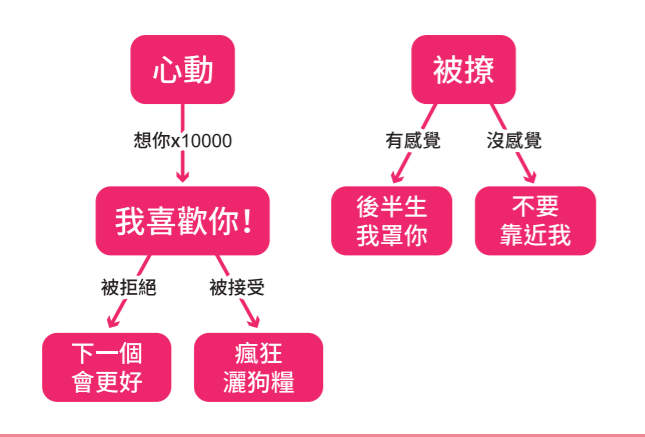 心動
被撩
想你x10000
有感覺
沒感覺
我喜歡你！
後半生
我罩你
不要
靠近我
被拒絕
被接受
下一個
會更好
瘋狂
灑狗糧